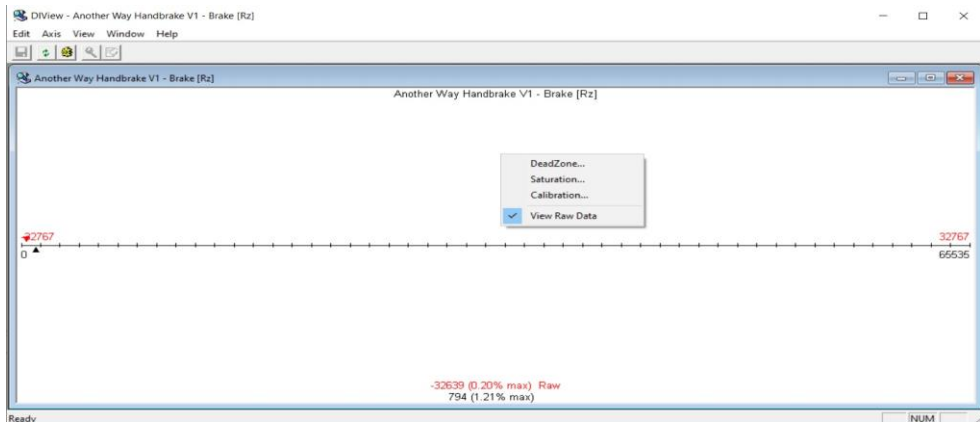 DIView - Another Way Handbrake V1 - Brake [Rz]
Edit Axis View Window Help
Another Way Handbrake V1 - Brake [Rz]
Another Way Handbrake V1 - Brake [Rz]
DeadZone...
Saturation...
Calibration...
View Raw Data
-32767 32767
0 65535
-32639 (0.20% max) Raw
794 (1.21% max)
Ready NUM